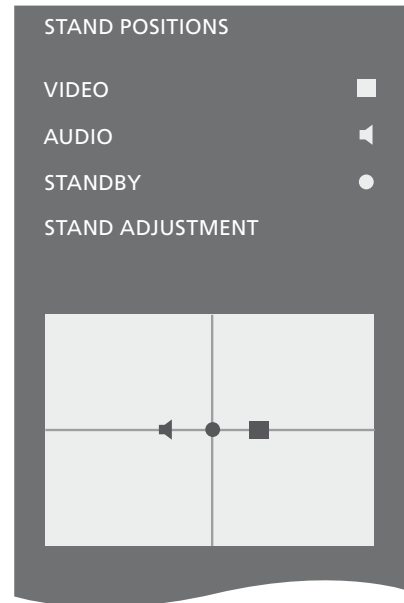 STAND POSITIONS
VIDEO
AUDIO
STANDBY
STAND ADJUSTMENT